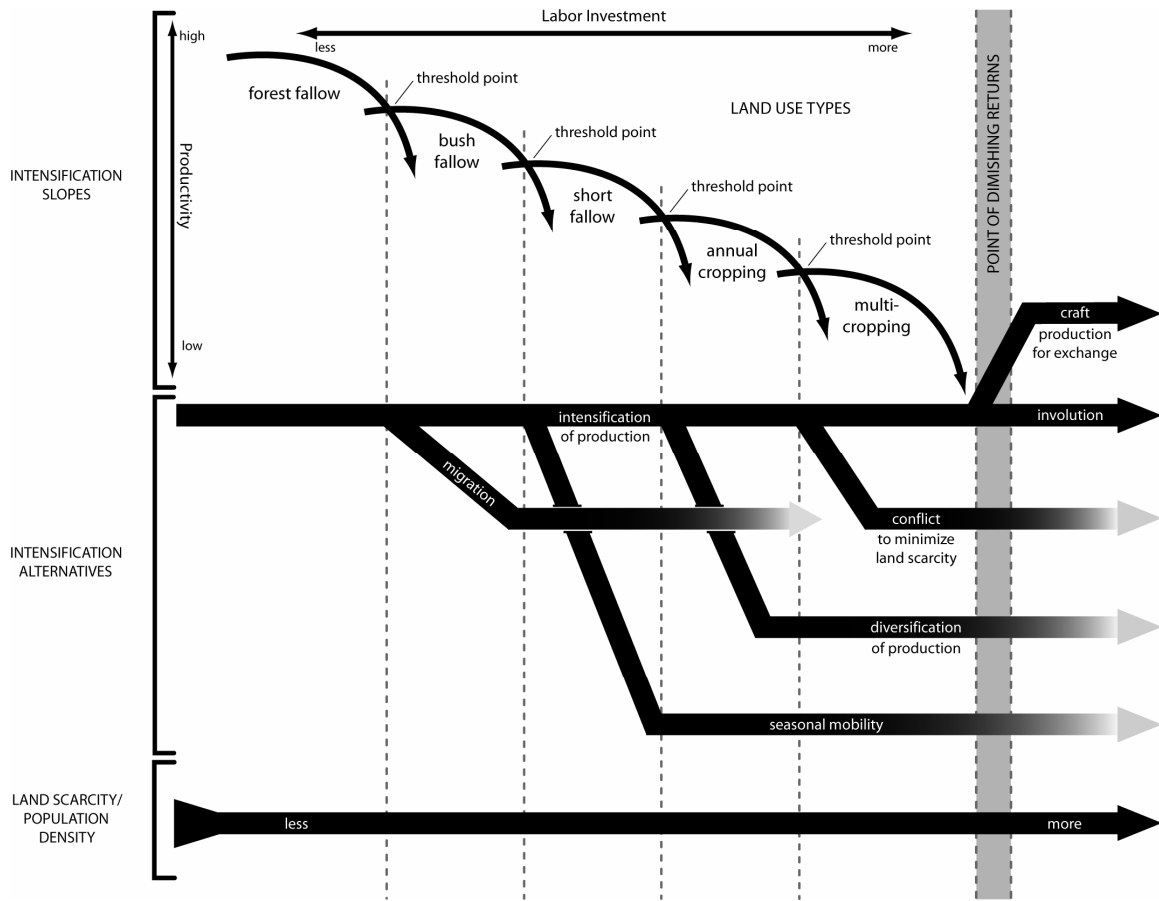 Labor Investment
less
more
high
Productivity
low
INTENSIFICATION
SLOPES
forest fallow
threshold point
bush
fallow
threshold point
short
fallow
threshold point
annual
cropping
threshold point
multi-
cropping
LAND USE TYPES
POINT OF DIMISHING RETURNS
craft
production
for exchange
INTENSIFICATION
ALTERNATIVES
intensification
of production
involution
migration
conflict
to minimize
land scarcity
diversification
of production
seasonal mobility
LAND SCARCITY/
POPULATION
DENSITY
less
more